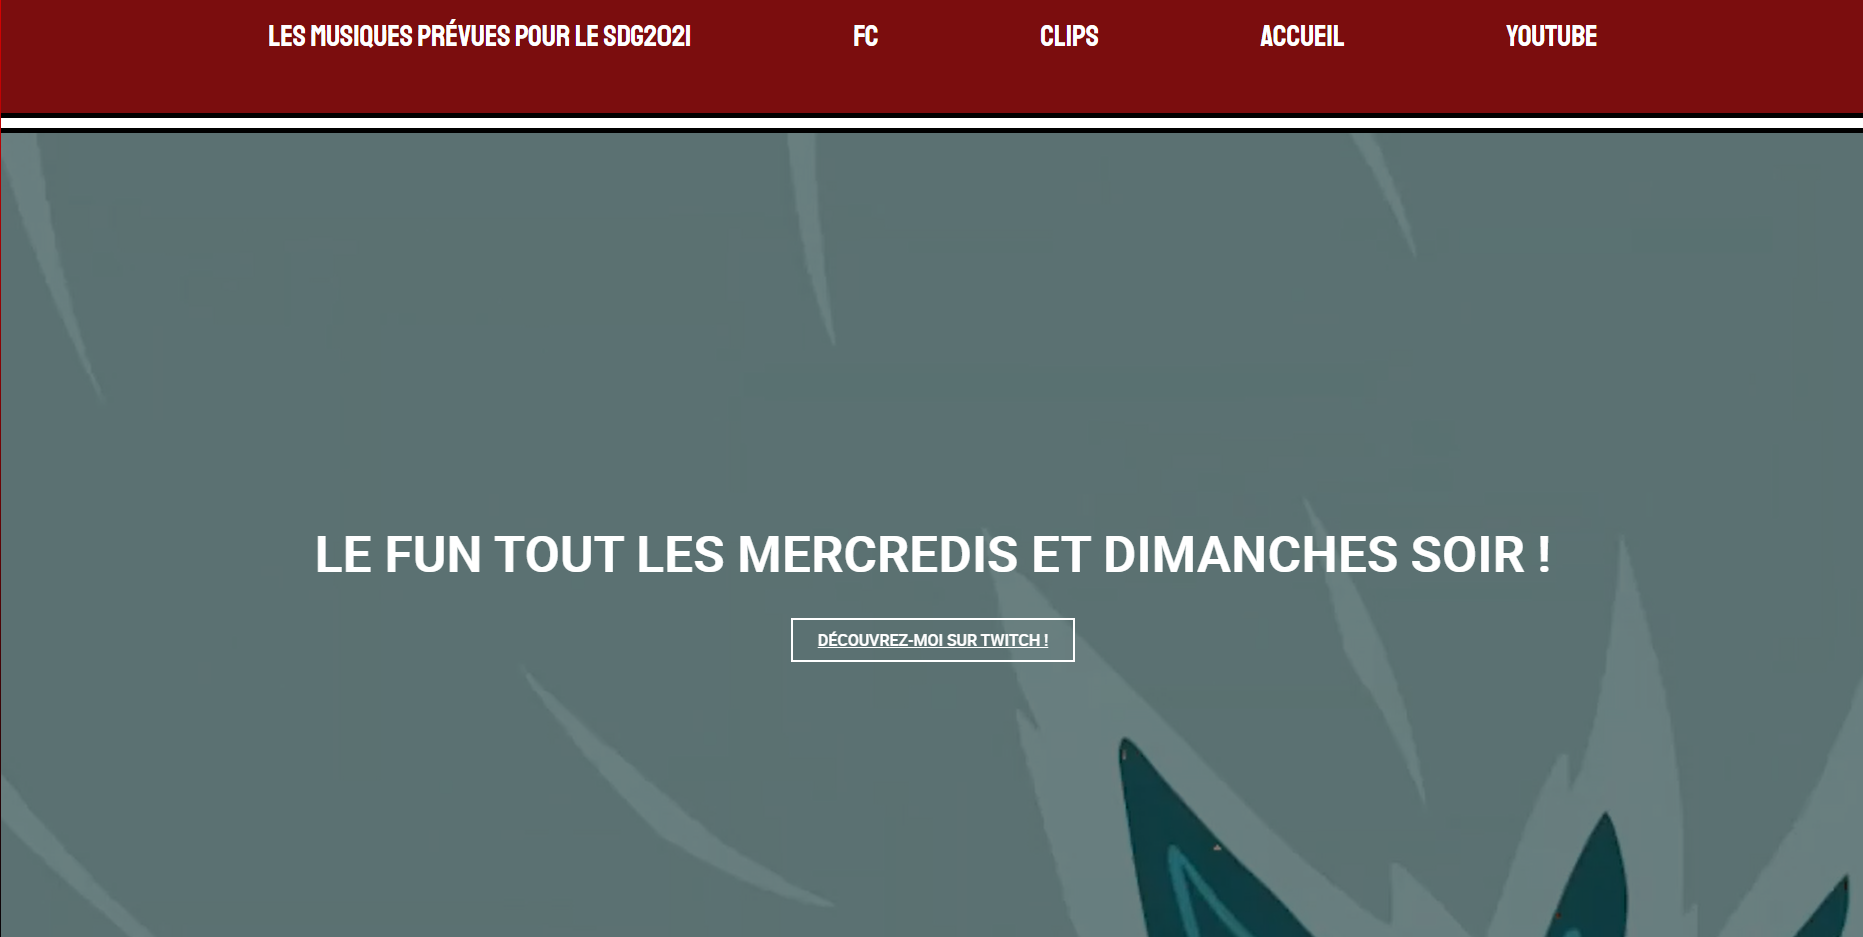 LES MUSIQUES PRÉVUES POUR LE SDG2021 FC CLIPS ACCUEIL YOUTUBE
LE FUN TOUT LES MERCREDIS ET DIMANCHES SOIR !
DÉCOUVREZ-MOI SUR TWITCH !